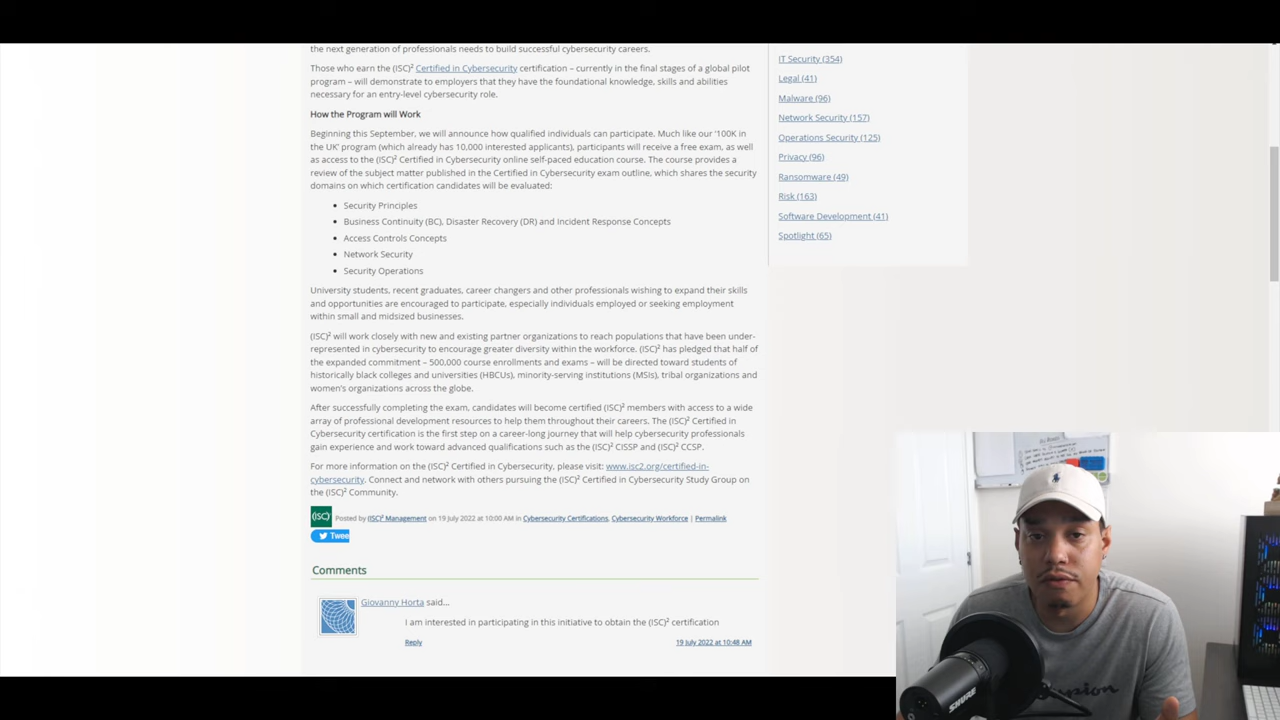 the next generation of professionals needs to build successful cybersecurity careers.
Those who earn the (ISC)² Certified in Cybersecurity certification – currently in the final stages of a global pilot
program – will demonstrate to employers that they have the foundational knowledge, skills and abilities
necessary for an entry-level cybersecurity role.
How the Program will Work
Beginning this September, we will announce how qualified individuals can participate. Much like our '100K in
the UK' program (which already has 10,000 interested applicants), participants will receive a free exam, as well
as access to the (ISC)² Certified in Cybersecurity online self-paced education course. The course provides a
review of the subject matter published in the Certified in Cybersecurity exam outline, which shares the security
domains on which certification candidates will be evaluated:
• Security Principles
• Business Continuity (BC), Disaster Recovery (DR) and Incident Response Concepts
• Access Controls Concepts
• Network Security
• Security Operations
University students, recent graduates, career changers and other professionals wishing to expand their skills
and opportunities are encouraged to participate, especially individuals employed or seeking employment
within small and midsized businesses.
(ISC)² will work closely with new and existing partner organizations to reach populations that have been under-
represented in cybersecurity to encourage greater diversity within the workforce. (ISC)² has pledged that half of
the expanded commitment – 500,000 course enrollments and exams – will be directed toward students of
historically black colleges and universities (HBCUs), minority-serving institutions (MSIs), tribal organizations and
women's organizations across the globe.
After successfully completing the exam, candidates will become certified (ISC)² members with access to a wide
array of professional development resources to help them throughout their careers. The (ISC)² Certified in
Cybersecurity certification is the first step on a career-long journey that will help cybersecurity professionals
gain experience and work toward advanced qualifications such as the (ISC)² CISSP and (ISC)² CCSP.
For more information on the (ISC)² Certified in Cybersecurity, please visit: www.isc2.org/certified-in-
cybersecurity. Connect and network with others pursuing the (ISC)² Certified in Cybersecurity Study Group on
the (ISC)² Community.
(ISC)² Posted by (ISC)² Management on 19 July 2022 at 10:00 AM in Cybersecurity Certifications, Cybersecurity Workforce | Permalink
Twee
Comments
Giovanny Horta said...
I am interested in participating in this initiative to obtain the (ISC)² certification
Reply 19 July 2022 at 10:48 AM
IT Security (354)
Legal (41)
Malware (96)
Network Security (157)
Operations Security (125)
Privacy (96)
Ransomware (49)
Risk (163)
Software Development (41)
Spotlight (65)
SHURE